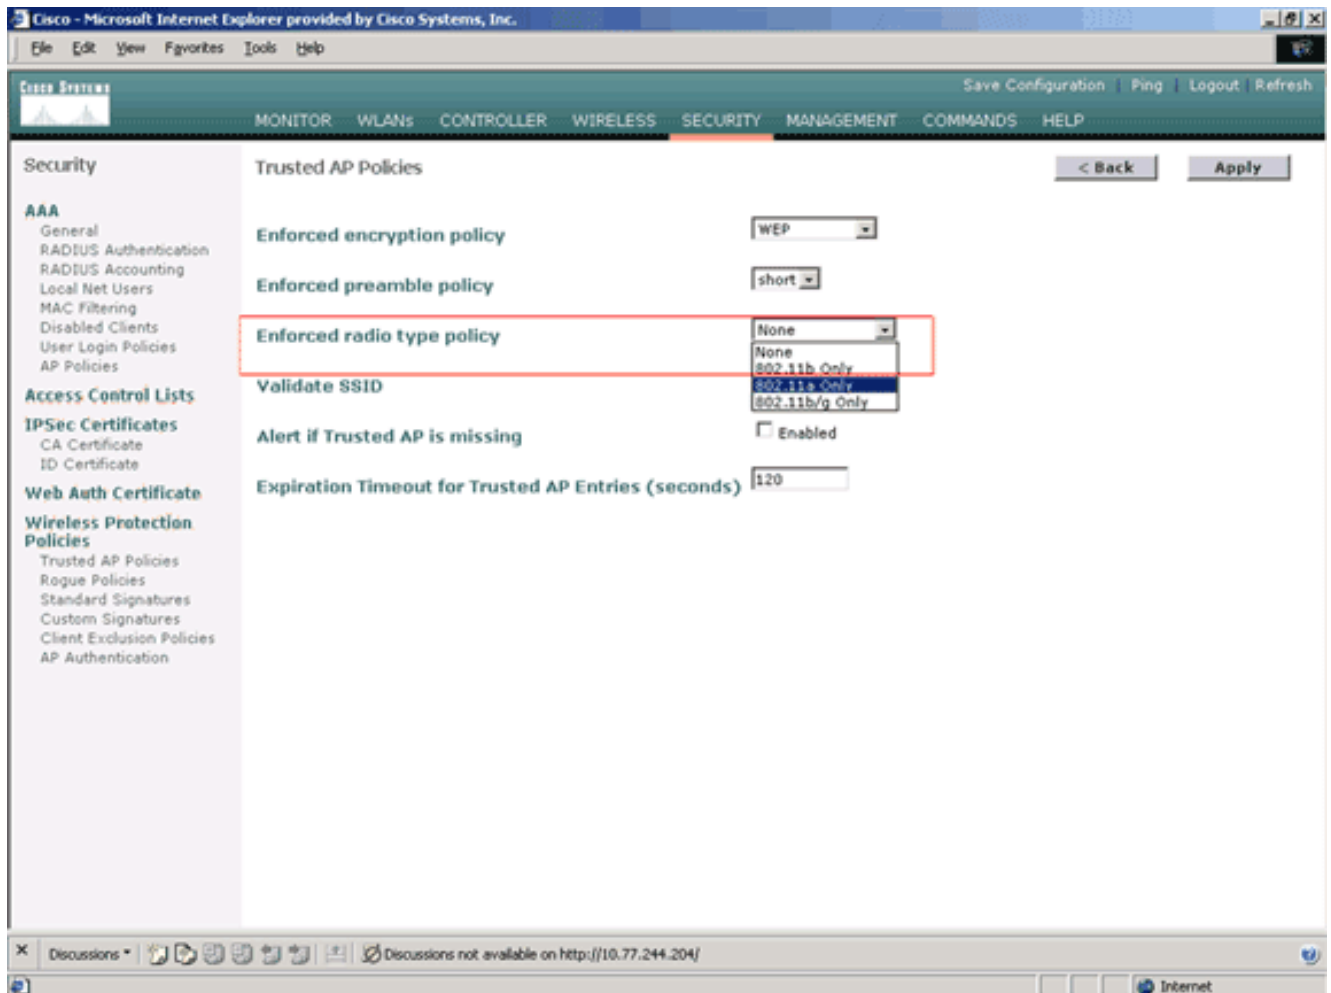 Cisco - Microsoft Internet Explorer provided by Cisco Systems, Inc.
File Edit View Favorites Tools Help
Cisco Systems
Save Configuration | Ping | Logout | Refresh
MONITOR WLANs CONTROLLER WIRELESS SECURITY MANAGEMENT COMMANDS HELP
Security
AAA
General
RADIUS Authentication
RADIUS Accounting
Local Net Users
MAC Filtering
Disabled Clients
User Login Policies
AP Policies
Access Control Lists
IPSec Certificates
CA Certificate
ID Certificate
Web Auth Certificate
Wireless Protection
Policies
Trusted AP Policies
Rogue Policies
Standard Signatures
Custom Signatures
Client Exclusion Policies
AP Authentication
Trusted AP Policies
< Back Apply
Enforced encryption policy WEP
Enforced preamble policy short
Enforced radio type policy None
None
802.11b Only
802.11a Only
802.11b/g Only
Validate SSID
Alert if Trusted AP is missing Enabled
Expiration Timeout for Trusted AP Entries (seconds) 120
Discussions Discussions not available on http://10.77.244.204/
Internet